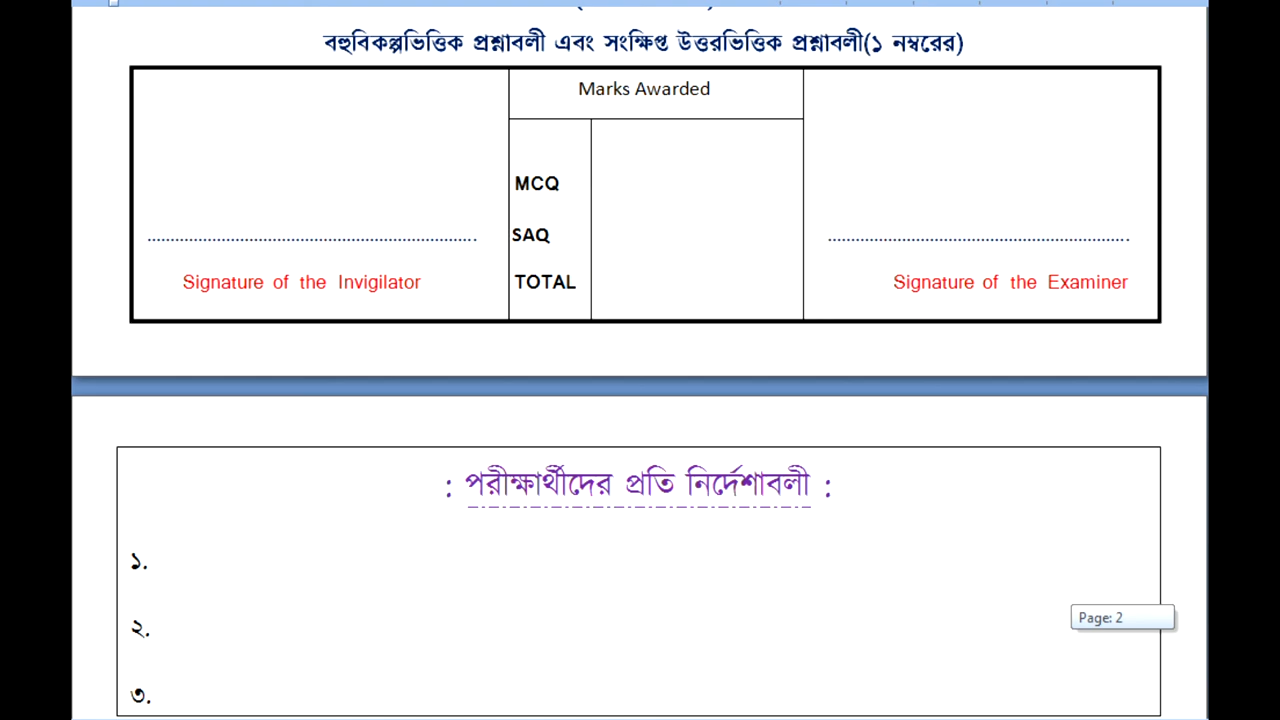 বহুবিকল্পভিত্তিক প্রশ্নাবলী এবং সংক্ষিপ্ত উত্তরভিত্তিক প্রশ্নাবলী(১ নম্বরের)
Marks Awarded
MCQ
SAQ
TOTAL
...................................................................
Signature of the Invigilator
...................................................................
Signature of the Examiner
: পরীক্ষার্থীদের প্রতি নির্দেশাবলী :
১.
২.
৩.
Page: 2